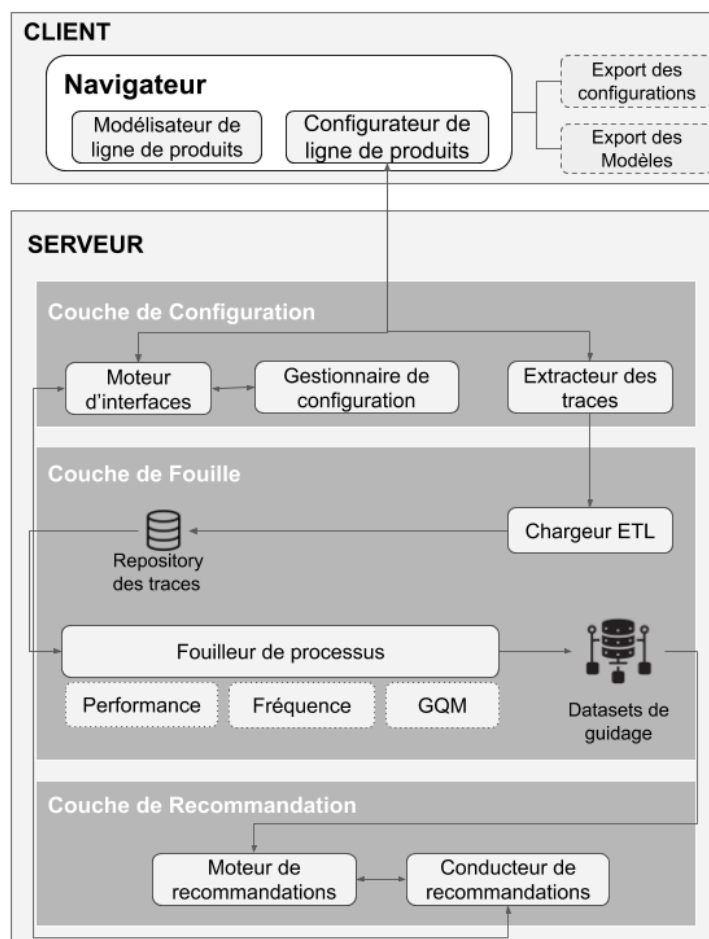 CLIENT
Navigateur
Modélisateur de
ligne de produits
Configurateur de
ligne de produits
Export des
configurations
Export des
Modèles
SERVEUR
Couche de Configuration
Moteur
d'interfaces
Gestionnaire de
configuration
Extracteur des
traces
Couche de Fouille
Repository
des traces
Chargeur ETL
Fouilleur de processus
Performance
Fréquence
GQM
Datasets de
guidage
Couche de Recommandation
Moteur de
recommandations
Conducteur de
recommandations